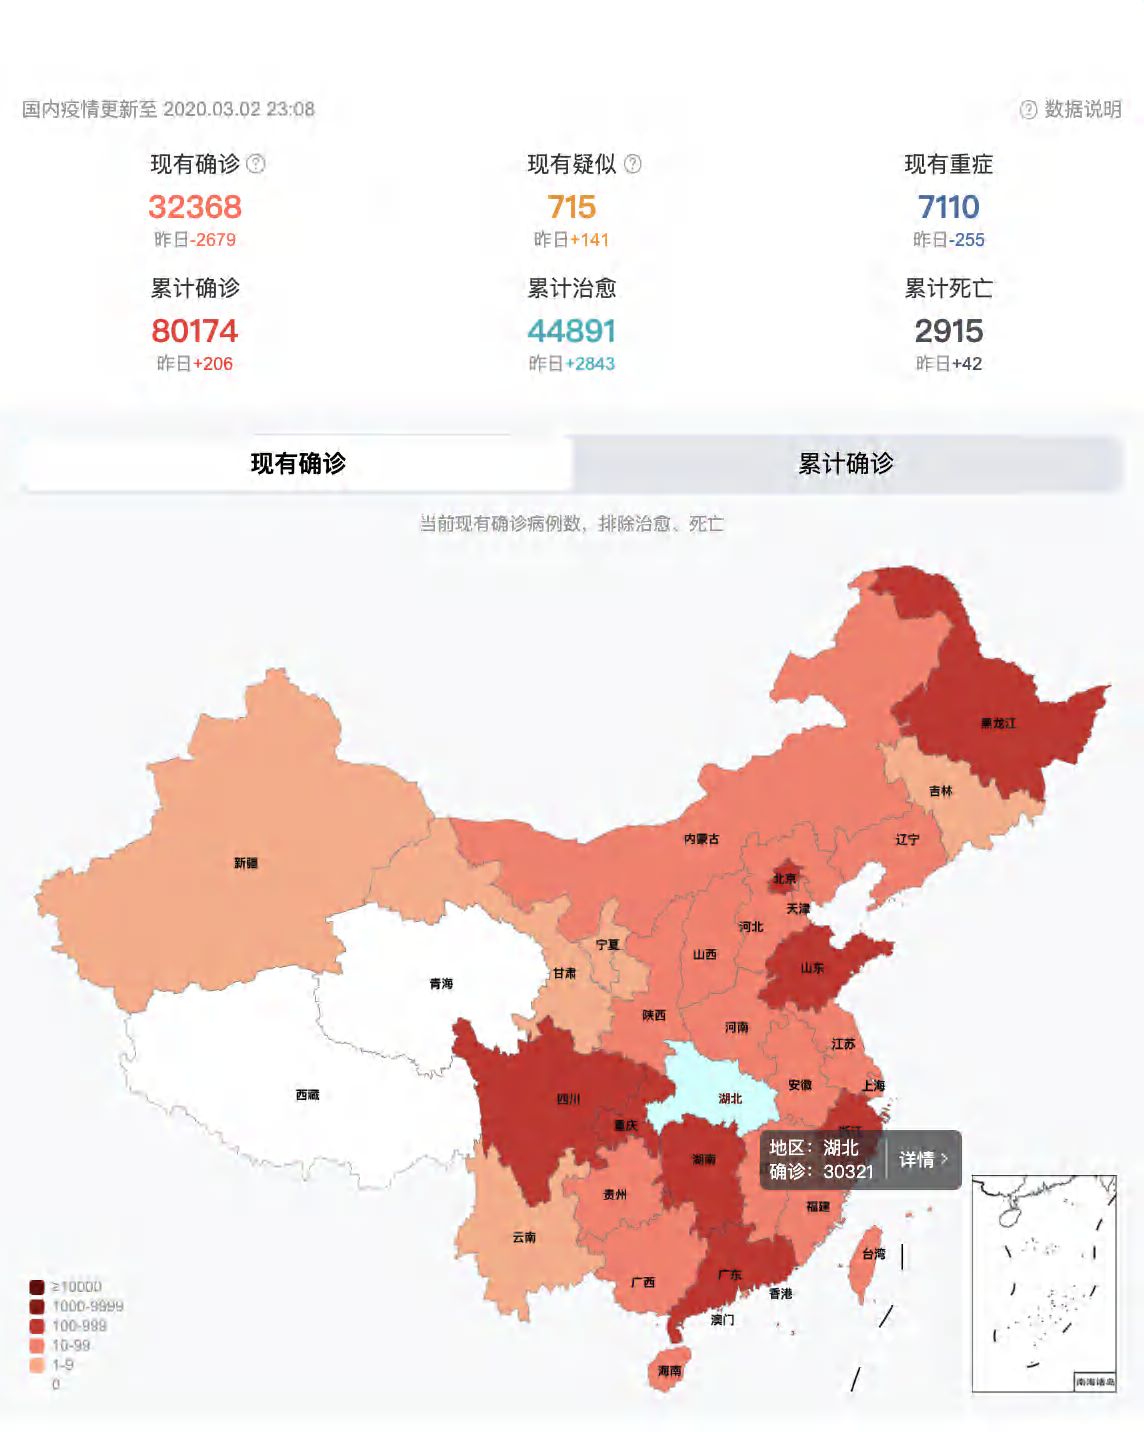 国内疫情更新至 2020.03.02 23:08
? 数据说明
现有确诊 ?
32368
昨日-2679
现有疑似 ?
715
昨日+141
现有重症
7110
昨日-255
累计确诊
80174
昨日+206
累计治愈
44891
昨日+2843
累计死亡
2915
昨日+42
现有确诊
累计确诊
当前现有确诊病例数，排除治愈、死亡
黑龙江
吉林
内蒙古
辽宁
新疆
北京
天津
河北
宁夏
山西
山东
甘肃
青海
陕西
河南
江苏
安徽
上海
西藏
四川
湖北
重庆
浙江
地区：湖北
确诊：30321
详情 >
湖南
贵州
福建
云南
台湾
广东
广西
香港
澳门
海南
≥10000
1000-9999
100-999
10-99
1-9
0
南海诸岛